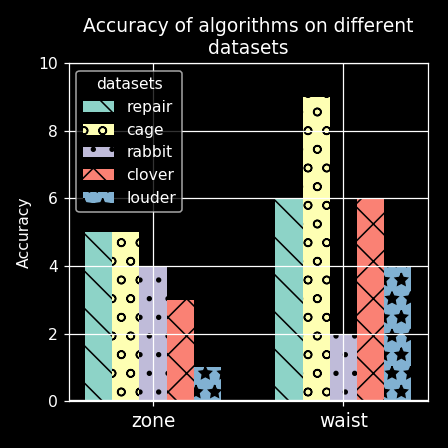 Accuracy of algorithms on different
datasets
10
8
6
4
2
0
Accuracy
datasets
repair
cage
rabbit
clover
louder
zone
waist